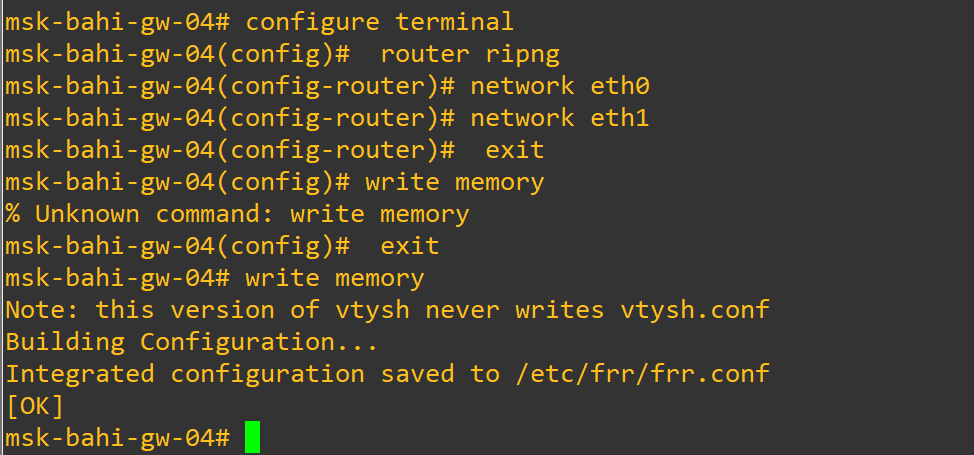 msk-bahi-gw-04# configure terminal
msk-bahi-gw-04(config)#  router ripng
msk-bahi-gw-04(config-router)# network eth0
msk-bahi-gw-04(config-router)# network eth1
msk-bahi-gw-04(config-router)#  exit
msk-bahi-gw-04(config)# write memory
% Unknown command: write memory
msk-bahi-gw-04(config)#  exit
msk-bahi-gw-04# write memory
Note: this version of vtysh never writes vtysh.conf
Building Configuration...
Integrated configuration saved to /etc/frr/frr.conf
[OK]
msk-bahi-gw-04#